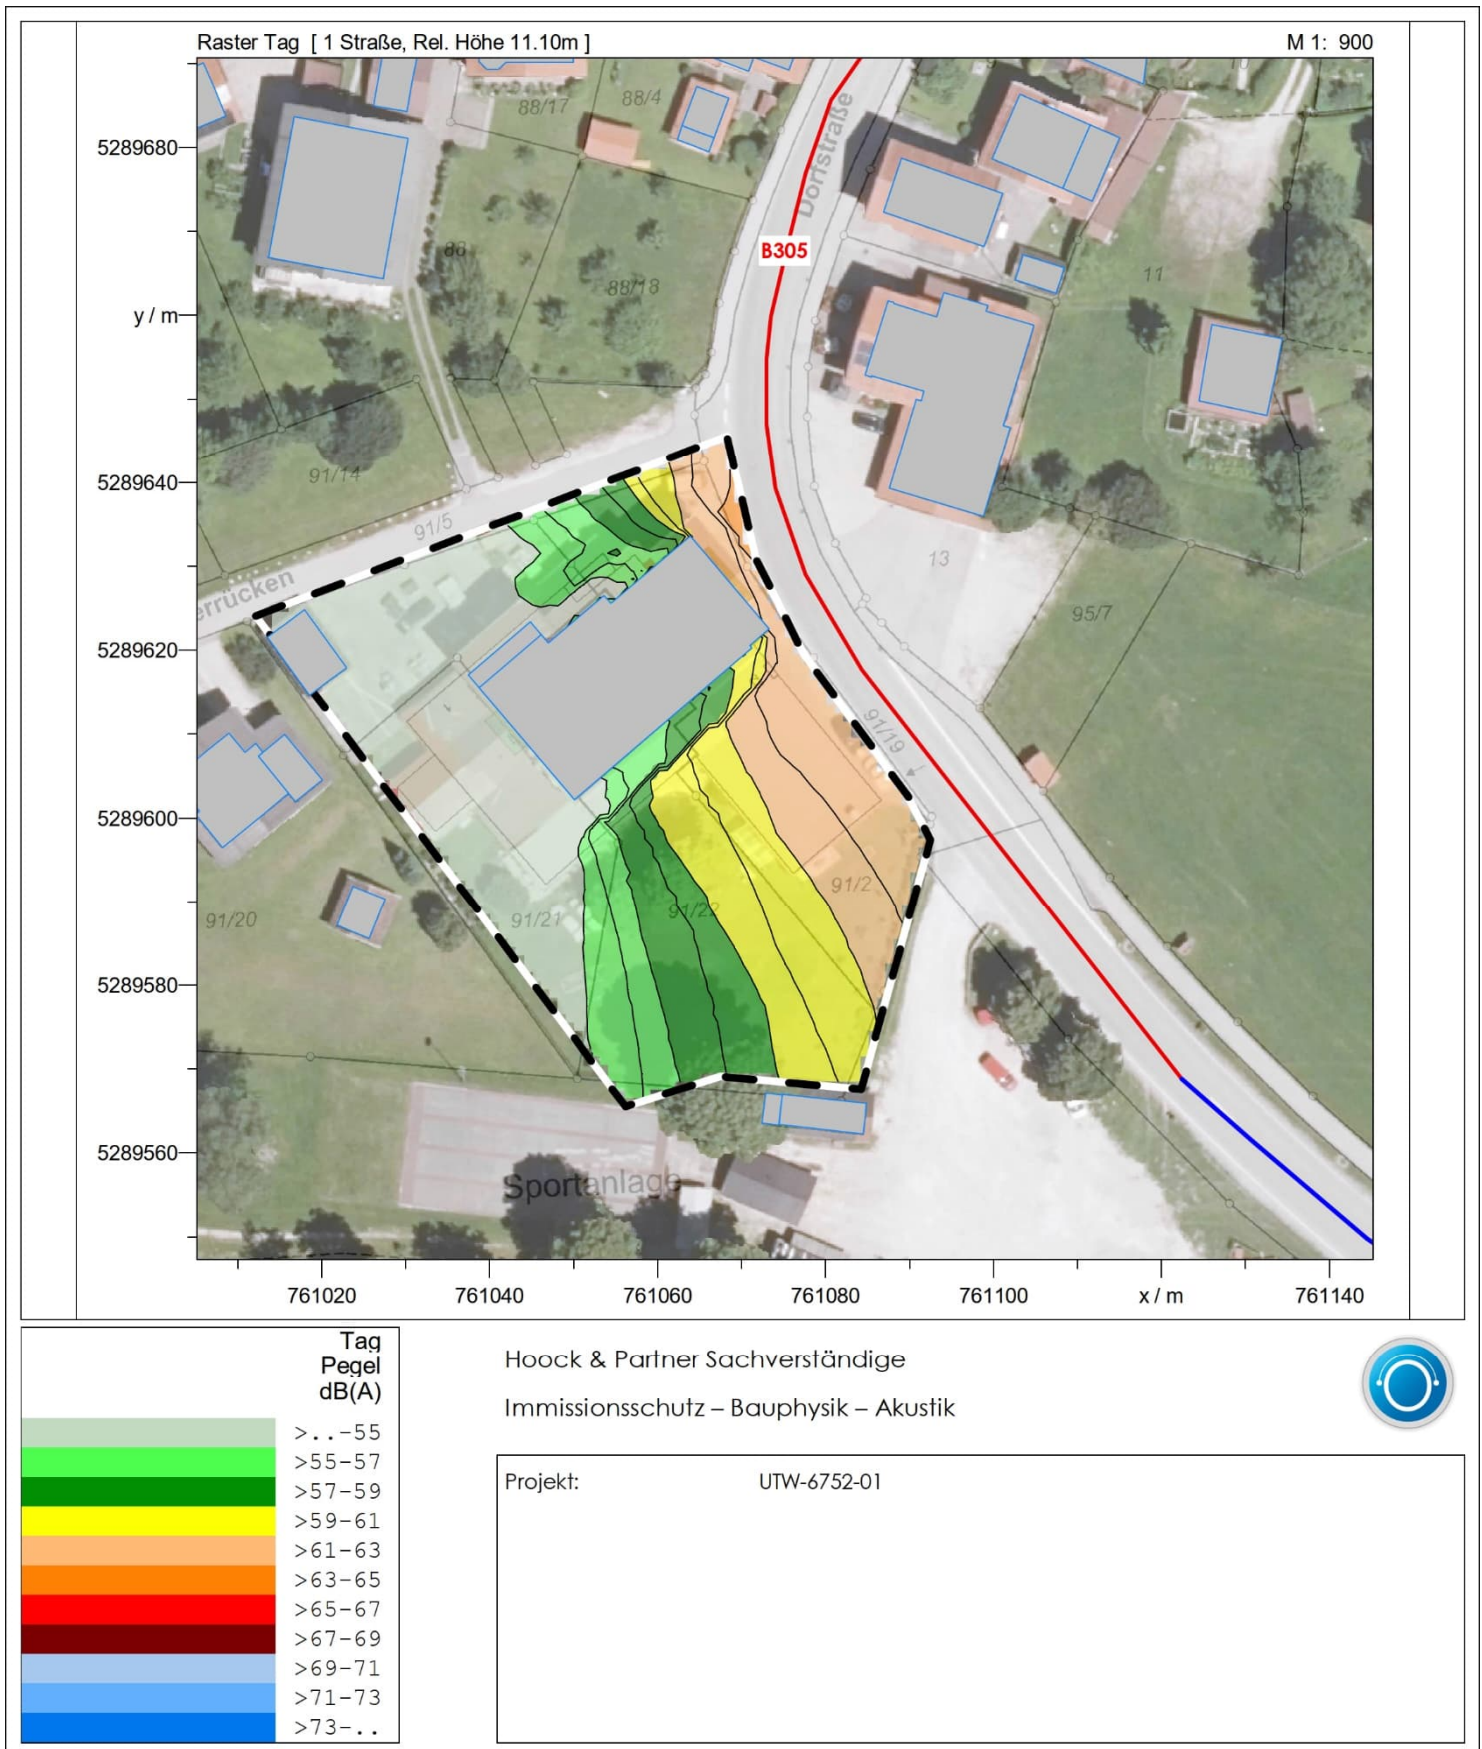 Raster Tag [ 1 Straße, Rel. Höhe 11.10m ]
M 1: 900
5289680
y / m
5289640
5289620
5289600
5289580
5289560
88/17
88/4
Dorfstraße
B305
88/18
11
91/14
91/5
errücken
13
95/7
91/19
91/2
91/22
91/21
91/20
Sportanlage
761020
761040
761060
761080
761100
x / m
761140
Tag
Pegel
dB(A)
>..-55
>55-57
>57-59
>59-61
>61-63
>63-65
>65-67
>67-69
>69-71
>71-73
>73-..
Hoock & Partner Sachverständige
Immissionsschutz – Bauphysik – Akustik
Projekt: UTW-6752-01